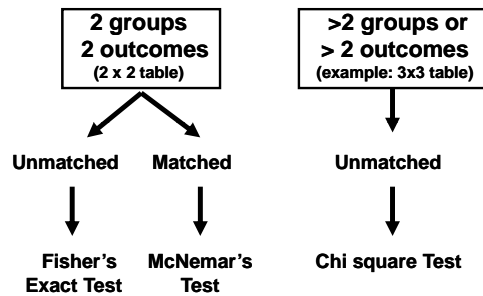 2 groups
2 outcomes
(2 x 2 table)
>2 groups or
> 2 outcomes
(example: 3x3 table)
Unmatched
Matched
Unmatched
Fisher's
Exact Test
McNemar's
Test
Chi square Test